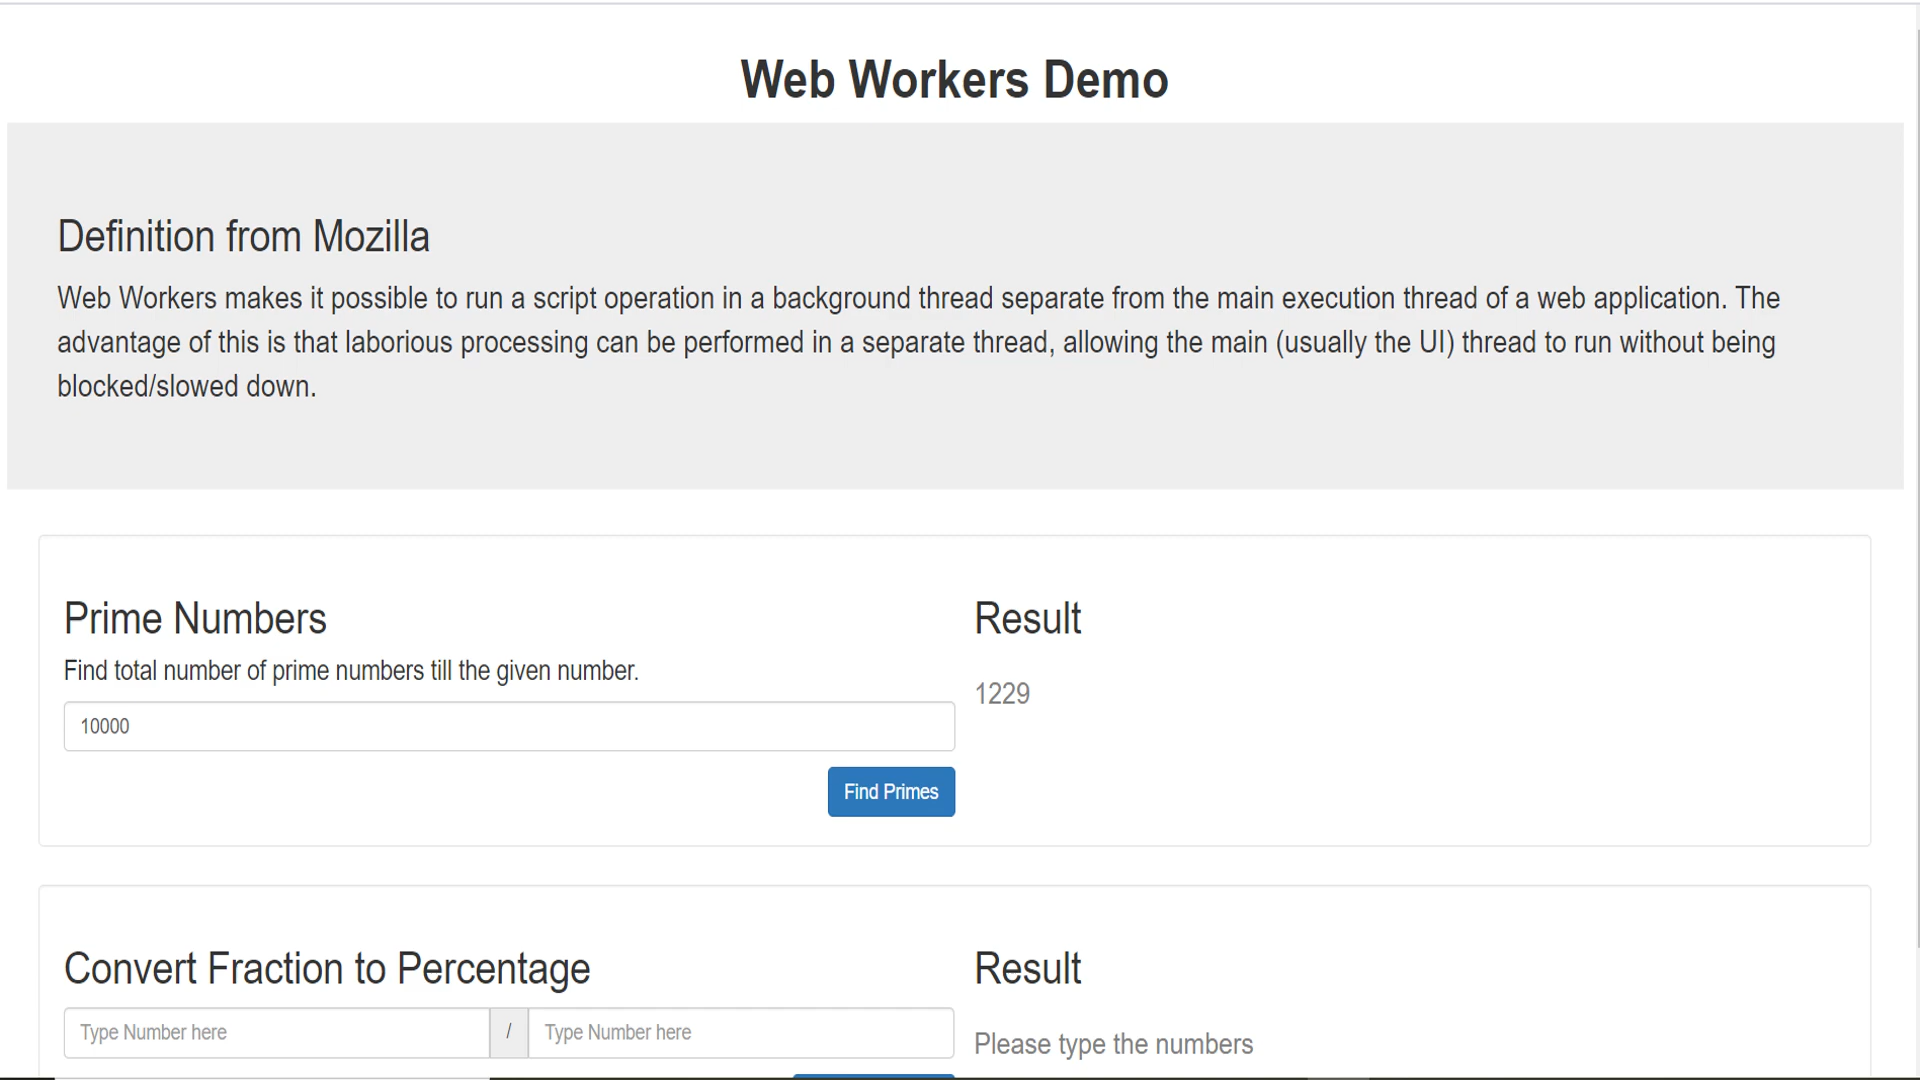 Web Workers Demo
Definition from Mozilla
Web Workers makes it possible to run a script operation in a background thread separate from the main execution thread of a web application. The
advantage of this is that laborious processing can be performed in a separate thread, allowing the main (usually the UI) thread to run without being
blocked/slowed down.
Prime Numbers
Find total number of prime numbers till the given number.
10000
Find Primes
Result
1229
Convert Fraction to Percentage
Type Number here / Type Number here
Result
Please type the numbers